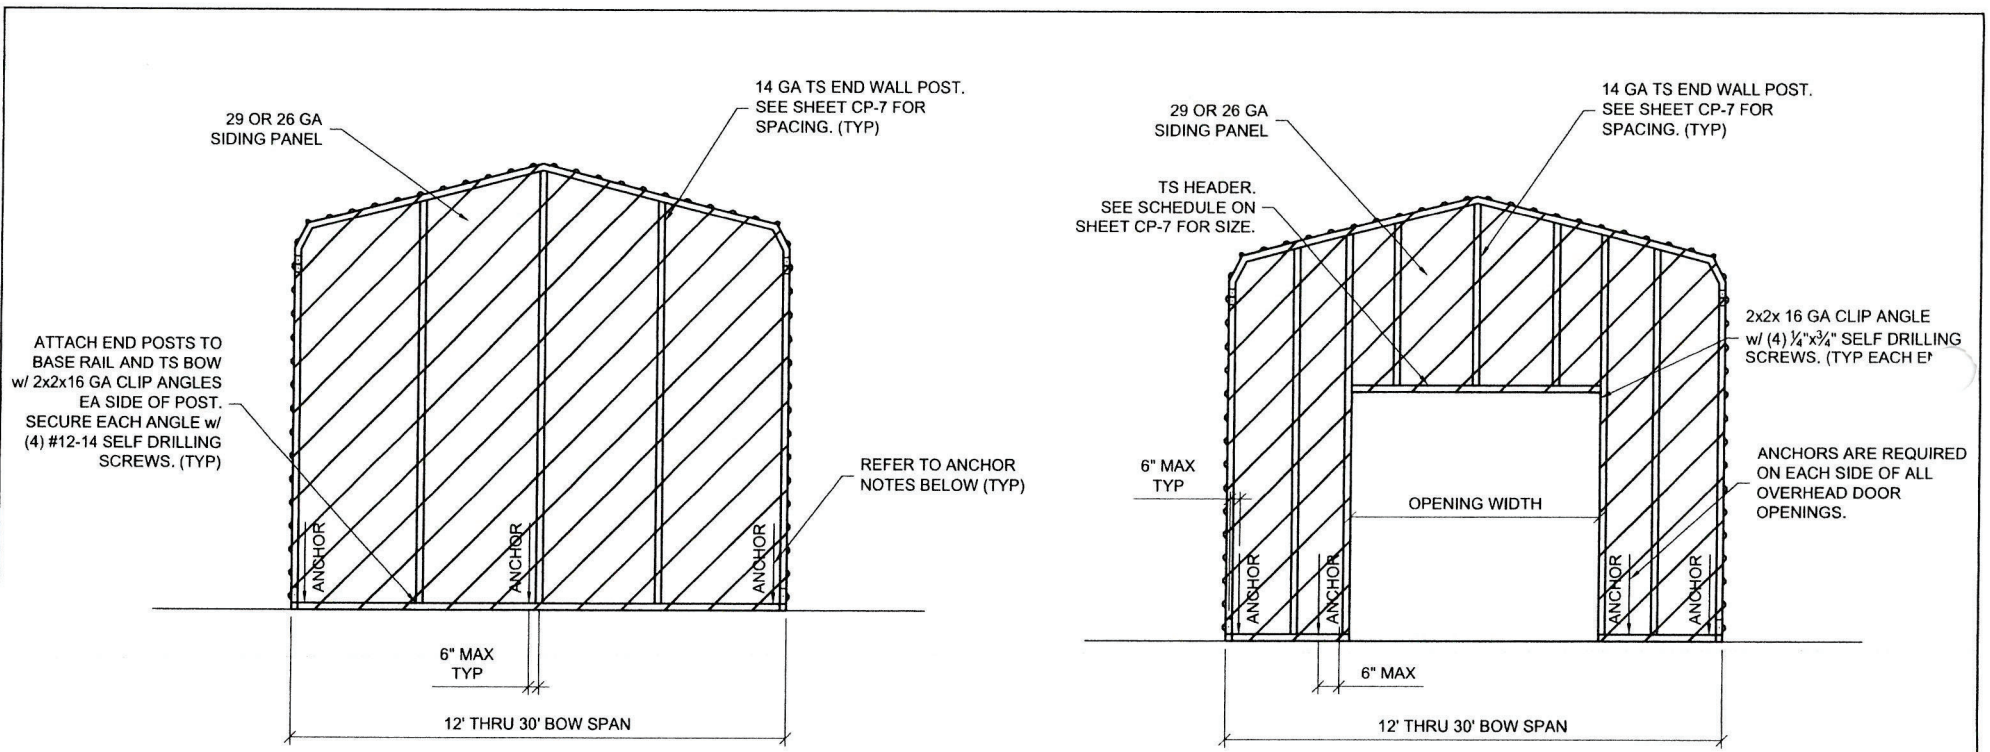 29 OR 26 GA
SIDING PANEL
14 GA TS END WALL POST.
SEE SHEET CP-7 FOR
SPACING. (TYP)
ATTACH END POSTS TO
BASE RAIL AND TS BOW
w/ 2x2x16 GA CLIP ANGLES
EA SIDE OF POST.
SECURE EACH ANGLE w/
(4) #12-14 SELF DRILLING
SCREWS. (TYP)
REFER TO ANCHOR
NOTES BELOW (TYP)
ANCHOR
ANCHOR
ANCHOR
6" MAX
TYP
12' THRU 30' BOW SPAN
29 OR 26 GA
SIDING PANEL
14 GA TS END WALL POST.
SEE SHEET CP-7 FOR
SPACING. (TYP)
TS HEADER.
SEE SCHEDULE ON
SHEET CP-7 FOR SIZE.
2x2x 16 GA CLIP ANGLE
w/ (4) ¼"x¾" SELF DRILLING
SCREWS. (TYP EACH
6" MAX
TYP
OPENING WIDTH
ANCHORS ARE REQUIRED
ON EACH SIDE OF ALL
OVERHEAD DOOR
OPENINGS.
ANCHOR
ANCHOR
ANCHOR
ANCHOR
6" MAX
12' THRU 30' BOW SPAN